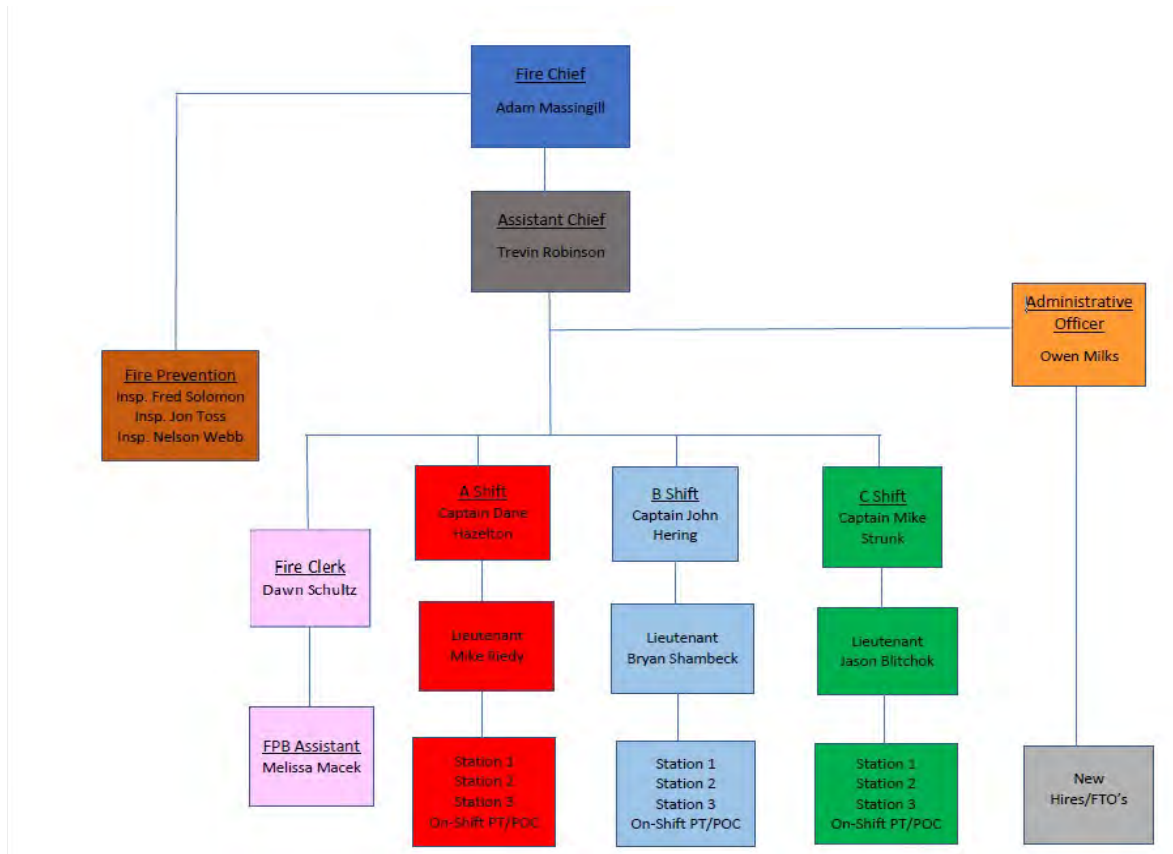 Fire Chief
Adam Massingill
Assistant Chief
Trevin Robinson
Administrative
Officer
Owen Milks
Fire Prevention
Insp. Fred Solomon
Insp. Jon Toss
Insp. Nelson Webb
A Shift
Captain Dane
Hazelton
B Shift
Captain John
Hering
C Shift
Captain Mike
Strunk
Fire Clerk
Dawn Schultz
Lieutenant
Mike Riedy
Lieutenant
Bryan Shambeck
Lieutenant
Jason Blitchok
FPB Assistant
Melissa Macek
Station 1
Station 2
Station 3
On-Shift PT/POC
Station 1
Station 2
Station 3
On-Shift PT/POC
Station 1
Station 2
Station 3
On-Shift PT/POC
New
Hires/FTO's